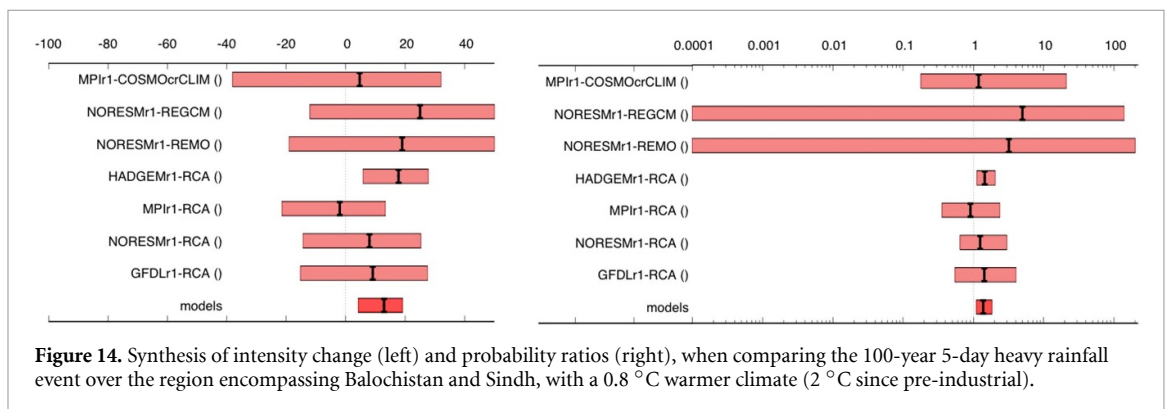 -100 -80 -60 -40 -20 0 20 40
MPIr1-COSMOcrCLIM ()
NORESMr1-REGCM ()
NORESMr1-REMO ()
HADGEMr1-RCA ()
MPIr1-RCA ()
NORESMr1-RCA ()
GFDLr1-RCA ()
models
0.0001 0.001 0.01 0.1 1 10 100
MPIr1-COSMOcrCLIM ()
NORESMr1-REGCM ()
NORESMr1-REMO ()
HADGEMr1-RCA ()
MPIr1-RCA ()
NORESMr1-RCA ()
GFDLr1-RCA ()
models
Figure 14. Synthesis of intensity change (left) and probability ratios (right), when comparing the 100-year 5-day heavy rainfall
event over the region encompassing Balochistan and Sindh, with a 0.8 °C warmer climate (2 °C since pre-industrial).